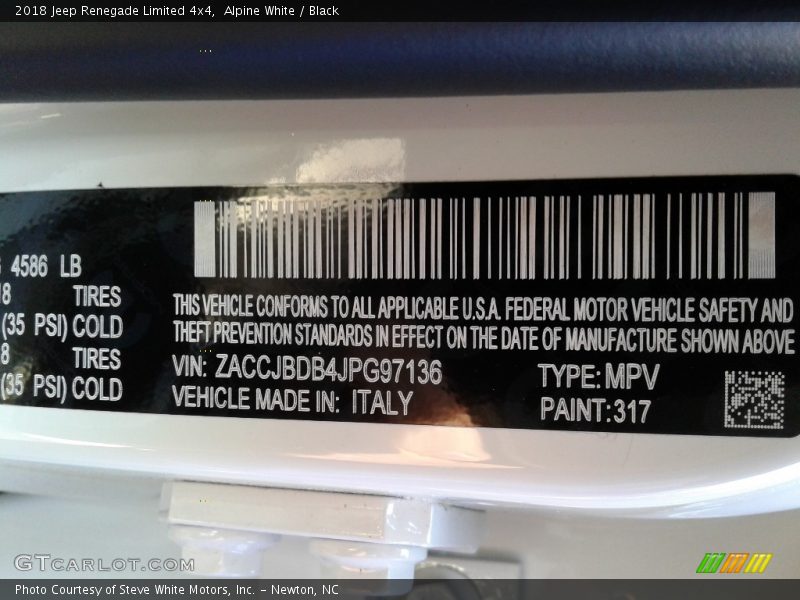 2018 Jeep Renegade Limited 4x4,  Alpine White / Black
4586 LB
TIRES
(35 PSI) COLD
TIRES
(35 PSI) COLD
THIS VEHICLE CONFORMS TO ALL APPLICABLE U.S.A. FEDERAL MOTOR VEHICLE SAFETY AND
THEFT PREVENTION STANDARDS IN EFFECT ON THE DATE OF MANUFACTURE SHOWN ABOVE
VIN: ZACCJBDB4JPG97136
TYPE: MPV
VEHICLE MADE IN: ITALY
PAINT: 317
GTCARLOT.COM
Photo Courtesy of Steve White Motors, Inc. – Newton, NC